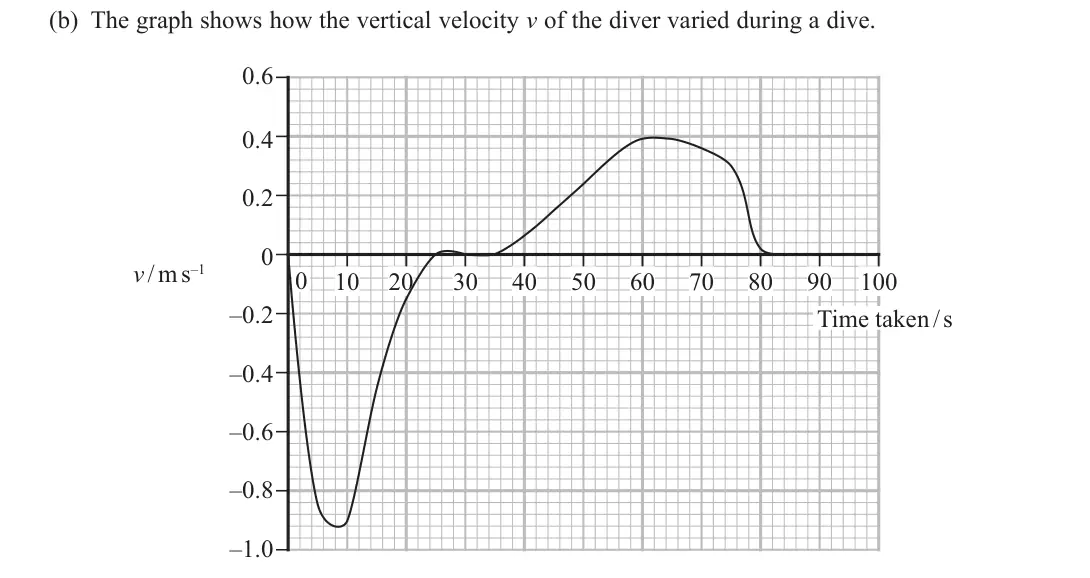 (b) The graph shows how the vertical velocity v of the diver varied during a dive.
0.6
0.4
0.2
0
v/m s⁻¹
0 10 20 30 40 50 60 70 80 90 100
–0.2
Time taken/s
–0.4
–0.6
–0.8
–1.0